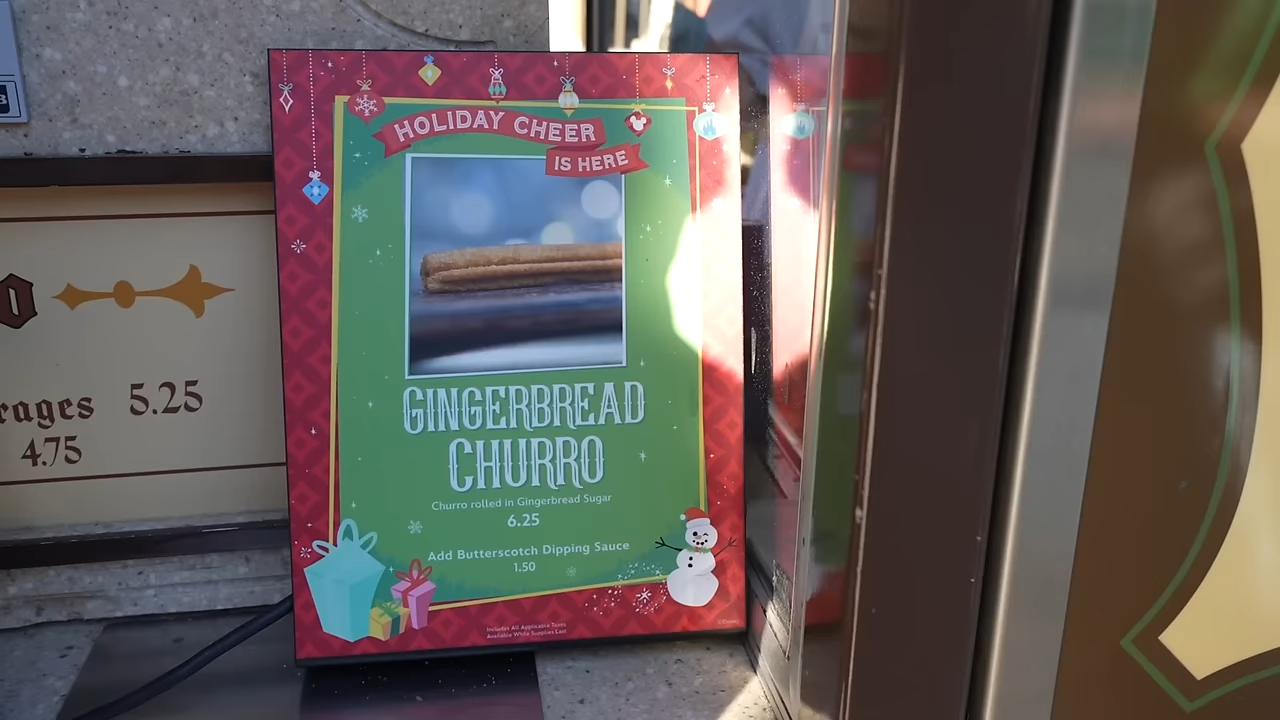 HOLIDAY CHEER
IS HERE
5.25
4.75
GINGERBREAD
CHURRO
Churro rolled in Gingerbread Sugar
6.25
Add Butterscotch Dipping Sauce
1.50
Includes All Applicable Taxes
Available While Supplies Last
©Disney